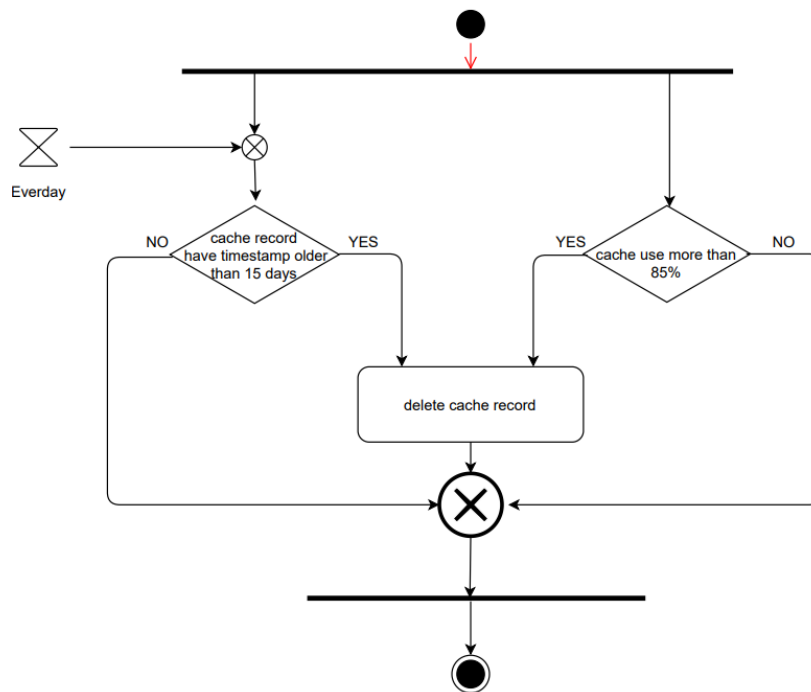 Everday
NO
cache record
have timestamp older
than 15 days
YES
YES
cache use more than
85%
NO
delete cache record